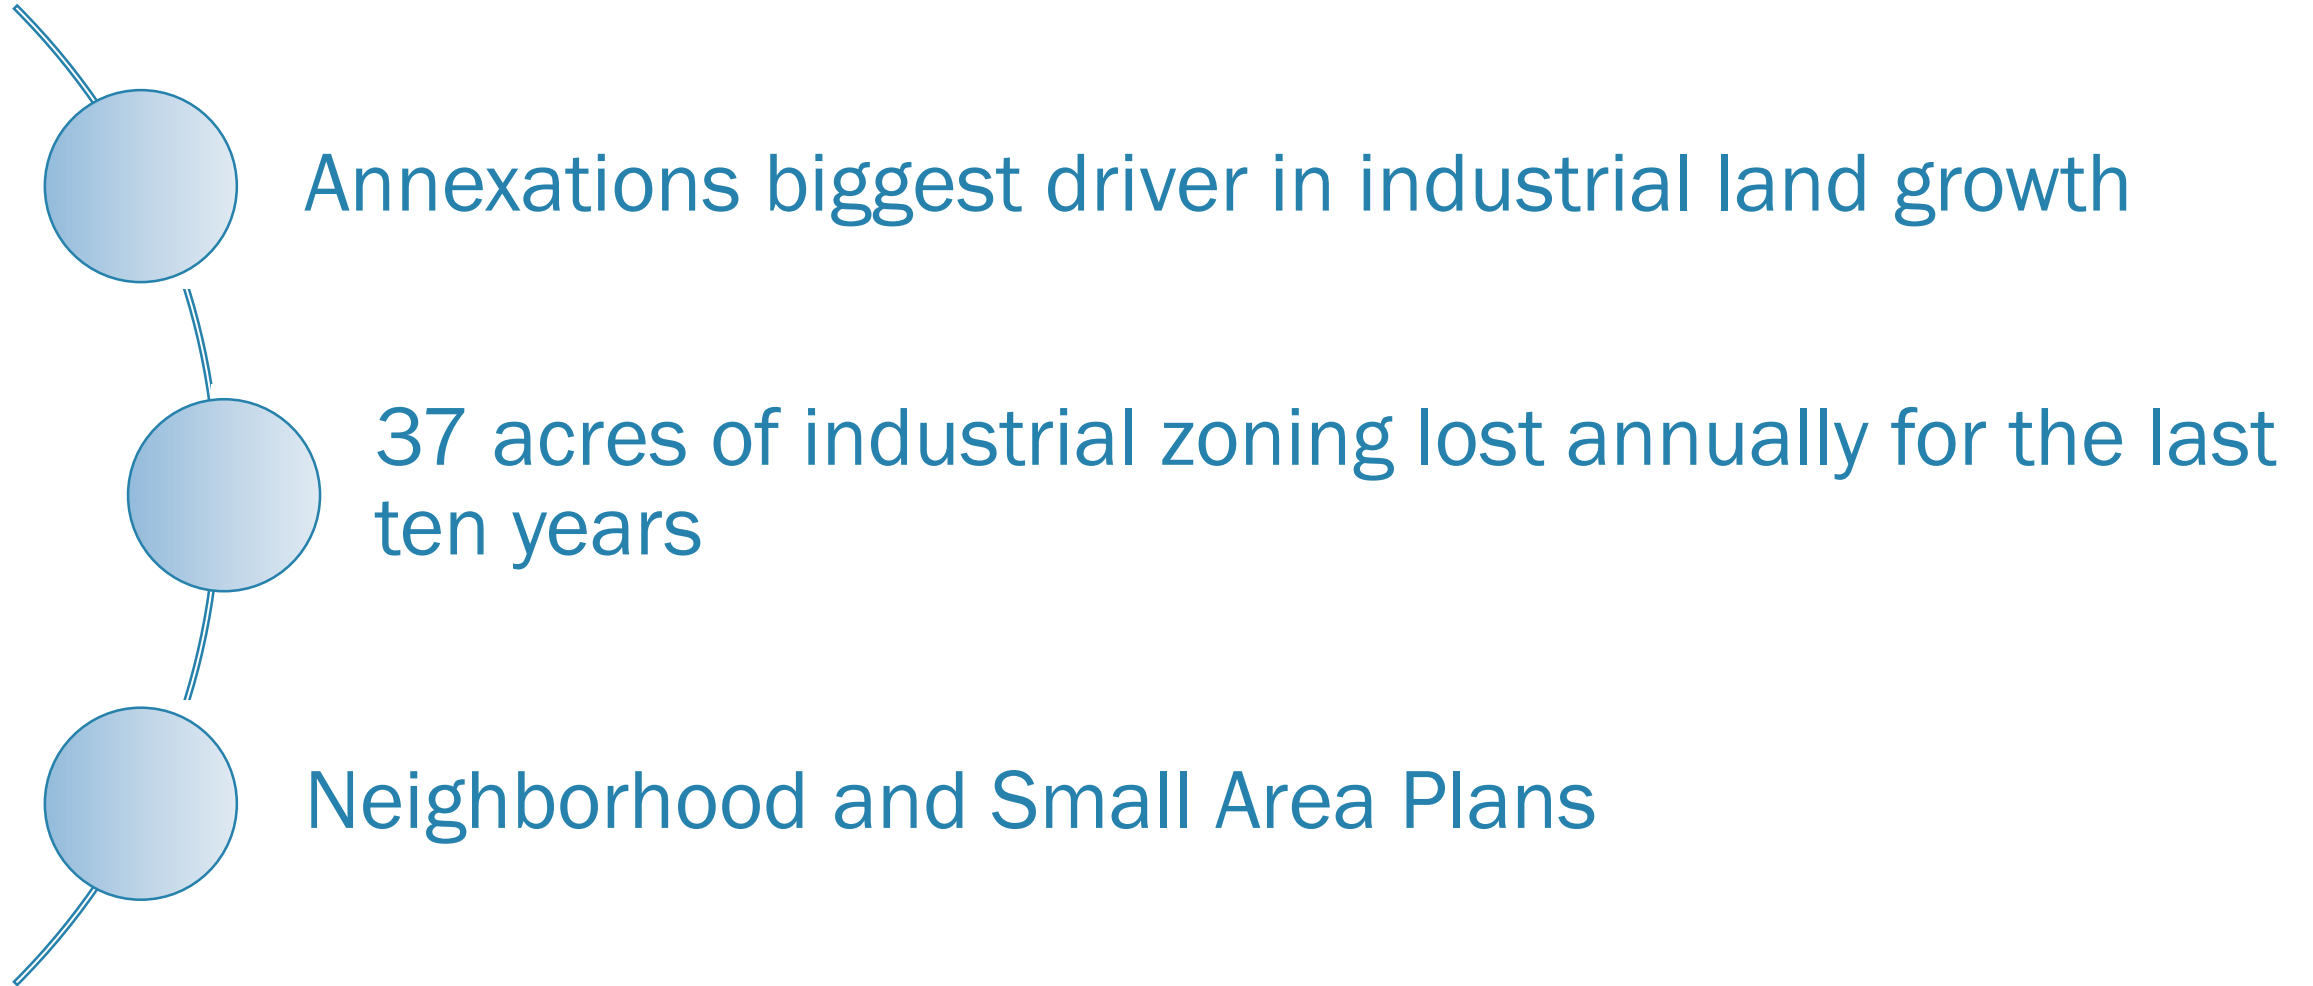 Annexations biggest driver in industrial land growth
37 acres of industrial zoning lost annually for the last
ten years
Neighborhood and Small Area Plans